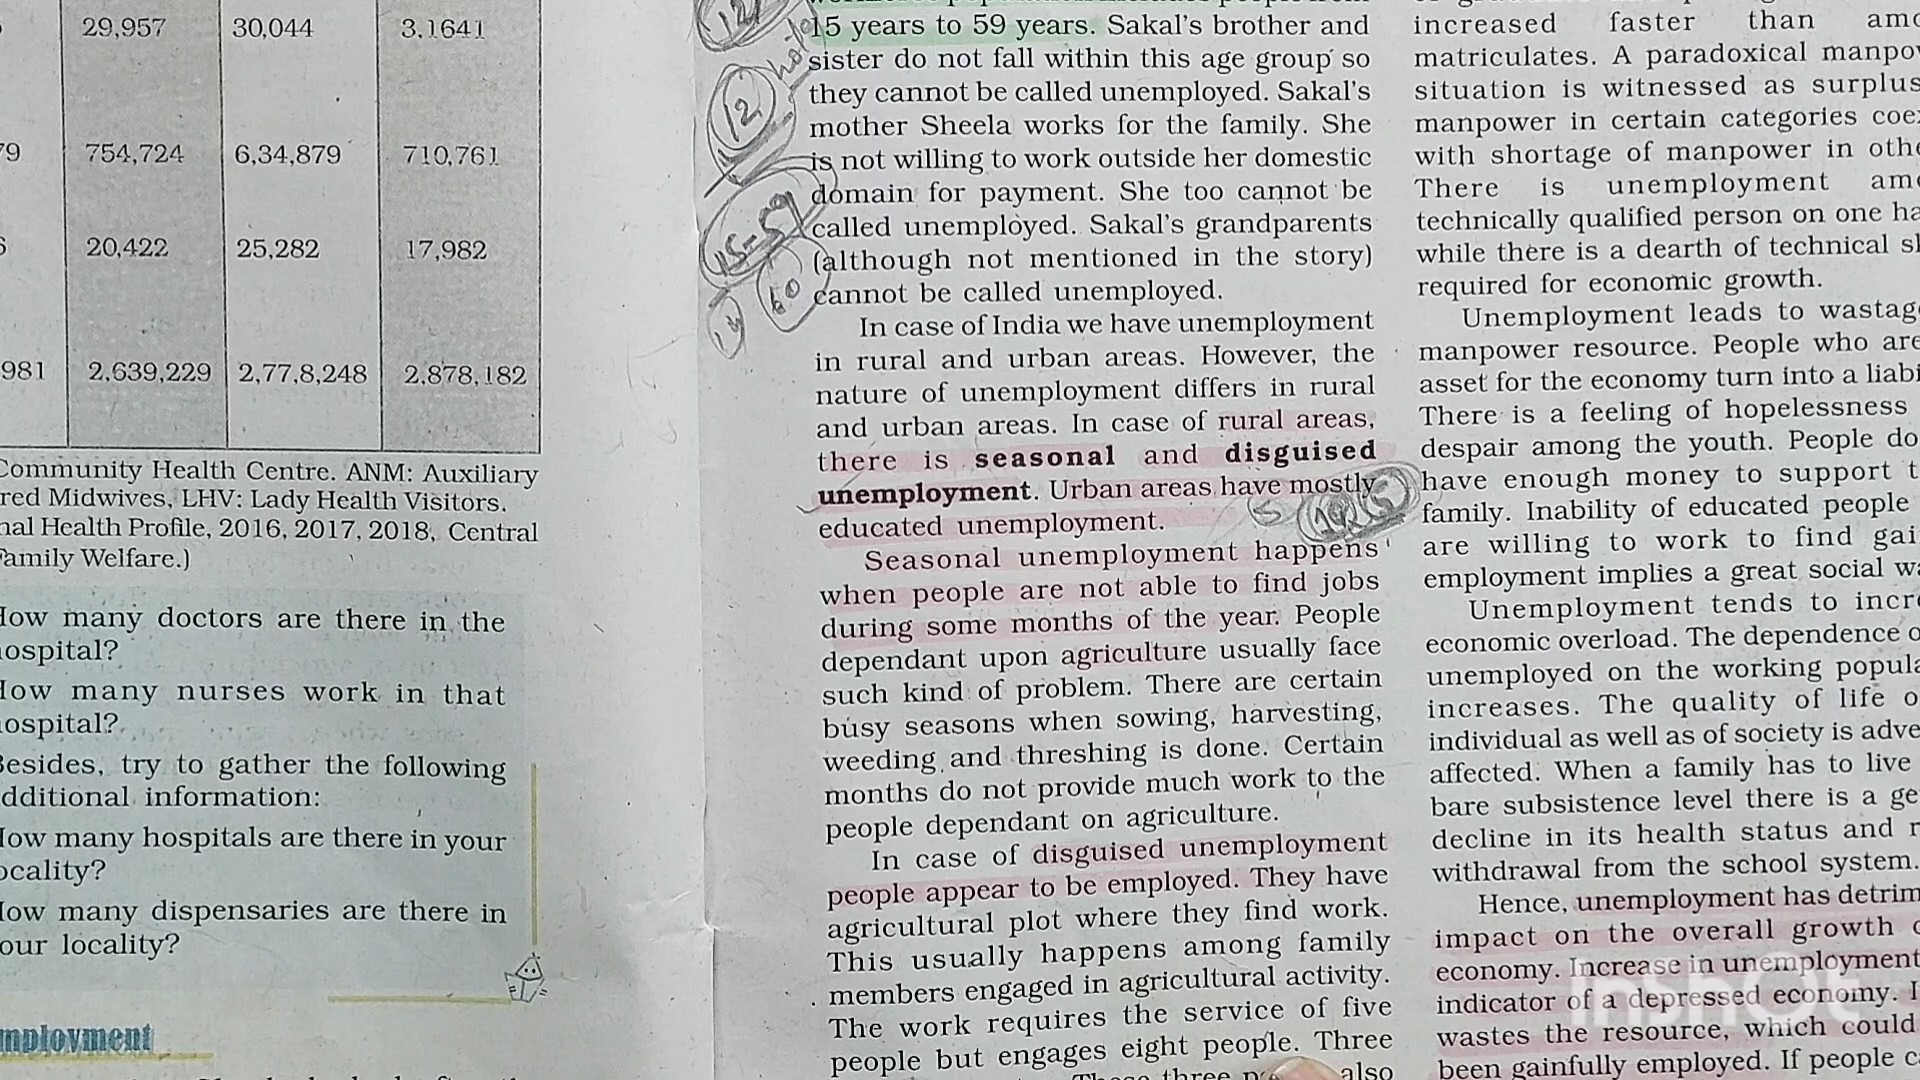 29,957 30,044 3,1641
79 754,724 6,34,879 710,761
20,422 25,282 17,982
981 2,639,229 2,77,8,248 2,878,182
Community Health Centre. ANM: Auxiliary
red Midwives, LHV: Lady Health Visitors.
nal Health Profile, 2016, 2017, 2018, Central
Family Welfare.)
How many doctors are there in the
hospital?
How many nurses work in that
hospital?
Besides, try to gather the following
additional information:
How many hospitals are there in your
locality?
How many dispensaries are there in
your locality?
mployment
15 years to 59 years. Sakal's brother and
sister do not fall within this age group so
they cannot be called unemployed. Sakal's
mother Sheela works for the family. She
is not willing to work outside her domestic
domain for payment. She too cannot be
called unemployed. Sakal's grandparents
(although not mentioned in the story)
cannot be called unemployed.
In case of India we have unemployment
in rural and urban areas. However, the
nature of unemployment differs in rural
and urban areas. In case of rural areas,
there is seasonal and disguised
unemployment. Urban areas have mostly
educated unemployment.
Seasonal unemployment happens
when people are not able to find jobs
during some months of the year. People
dependant upon agriculture usually face
such kind of problem. There are certain
busy seasons when sowing, harvesting,
weeding and threshing is done. Certain
months do not provide much work to the
people dependant on agriculture.
In case of disguised unemployment
people appear to be employed. They have
agricultural plot where they find work.
This usually happens among family
members engaged in agricultural activity.
The work requires the service of five
people but engages eight people. Three
three also
12
15-59
60
14
increased faster than amo
matriculates. A paradoxical manpow
situation is witnessed as surplus
manpower in certain categories coex
with shortage of manpower in othe
There is unemployment amo
technically qualified person on one ha
while there is a dearth of technical sk
required for economic growth.
Unemployment leads to wastage
manpower resource. People who are
asset for the economy turn into a liabi
There is a feeling of hopelessness
despair among the youth. People do
have enough money to support t
family. Inability of educated people
are willing to work to find gai
employment implies a great social wa
Unemployment tends to incre
economic overload. The dependence o
unemployed on the working popula
increases. The quality of life o
individual as well as of society is adve
affected. When a family has to live
bare subsistence level there is a ge
decline in its health status and r
withdrawal from the school system.
Hence, unemployment has detrim
impact on the overall growth o
economy. Increase in unemployment
indicator of a depressed economy. I
wastes the resource, which could
been gainfully employed. If people ca